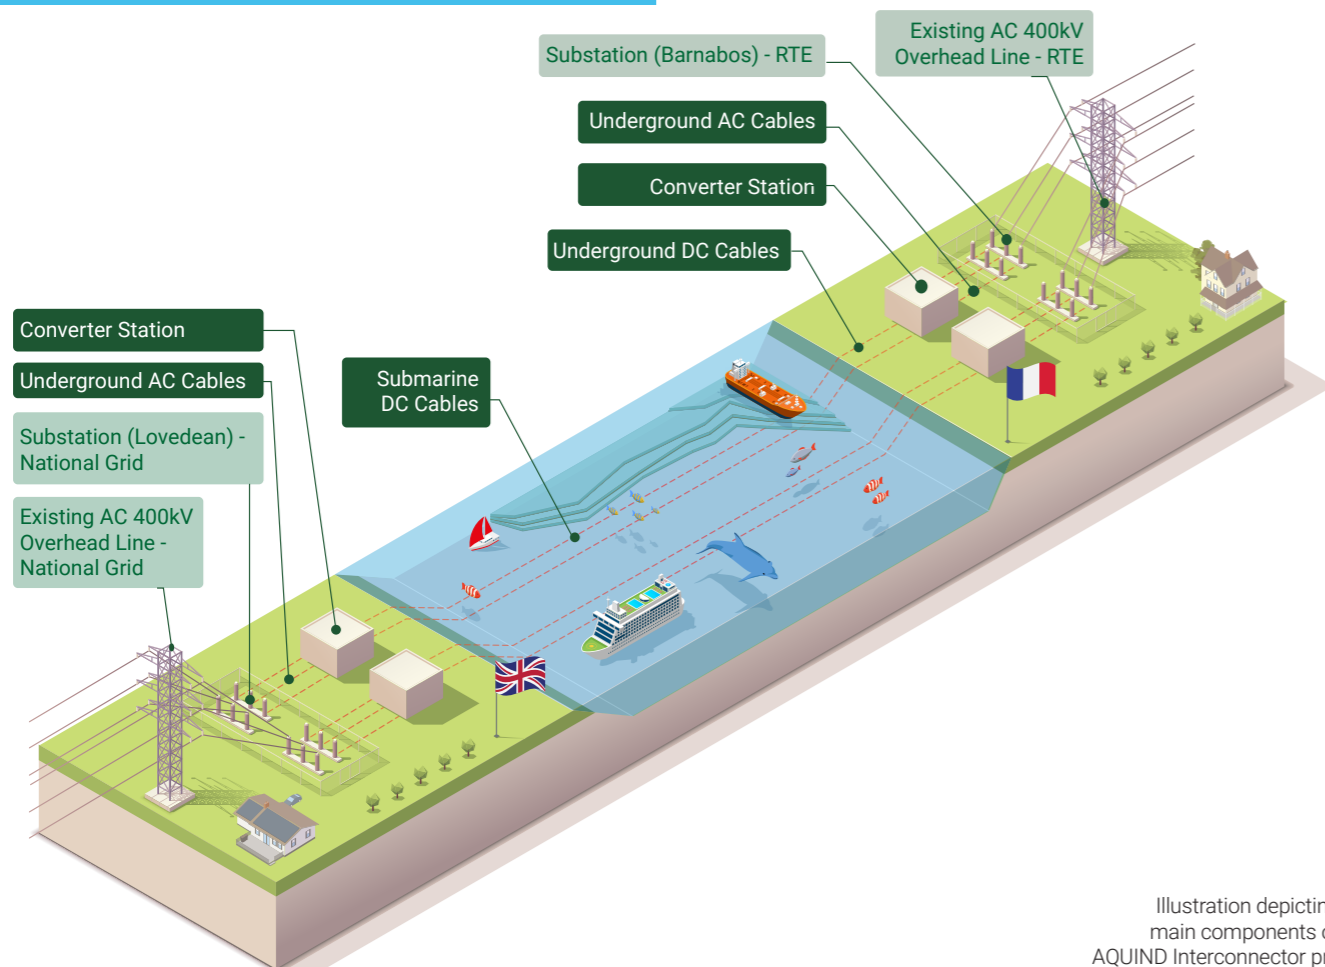 Existing AC 400kV
Overhead Line - RTE
Substation (Barnabos) - RTE
Underground AC Cables
Converter Station
Underground DC Cables
Converter Station
Underground AC Cables
Substation (Lovedean) -
National Grid
Existing AC 400kV
Overhead Line -
National Grid
Submarine
DC Cables
Illustration depictin
main components o
AQUIND Interconnector pr